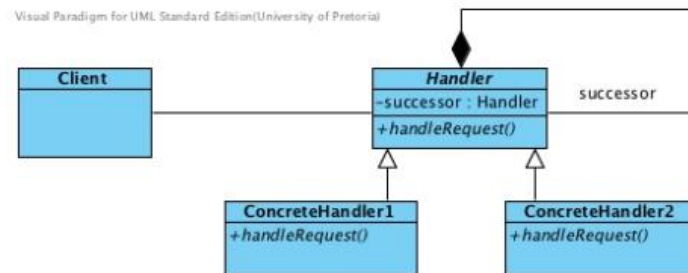 Visual Paradigm for UML Standard Edition(University of Pretoria)
Client
Handler
-successor : Handler
+handleRequest()
successor
ConcreteHandler1
+handleRequest()
ConcreteHandler2
+handleRequest()